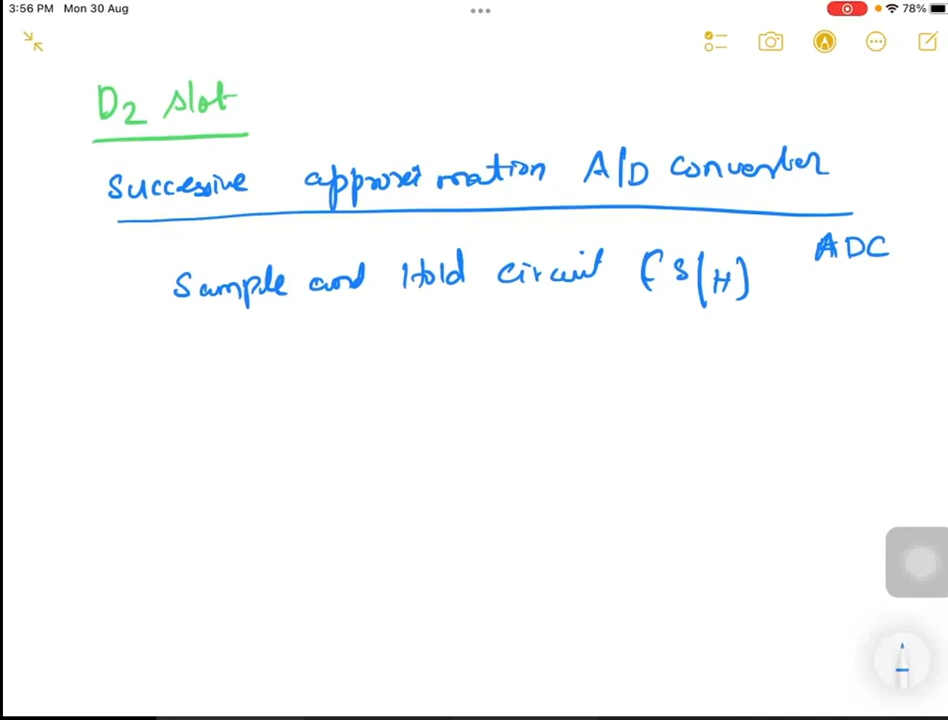 3:56 PM Mon 30 Aug 78%
D2 slot
Successive approximation A/D converter
ADC
Sample and Hold circuit (S/H)